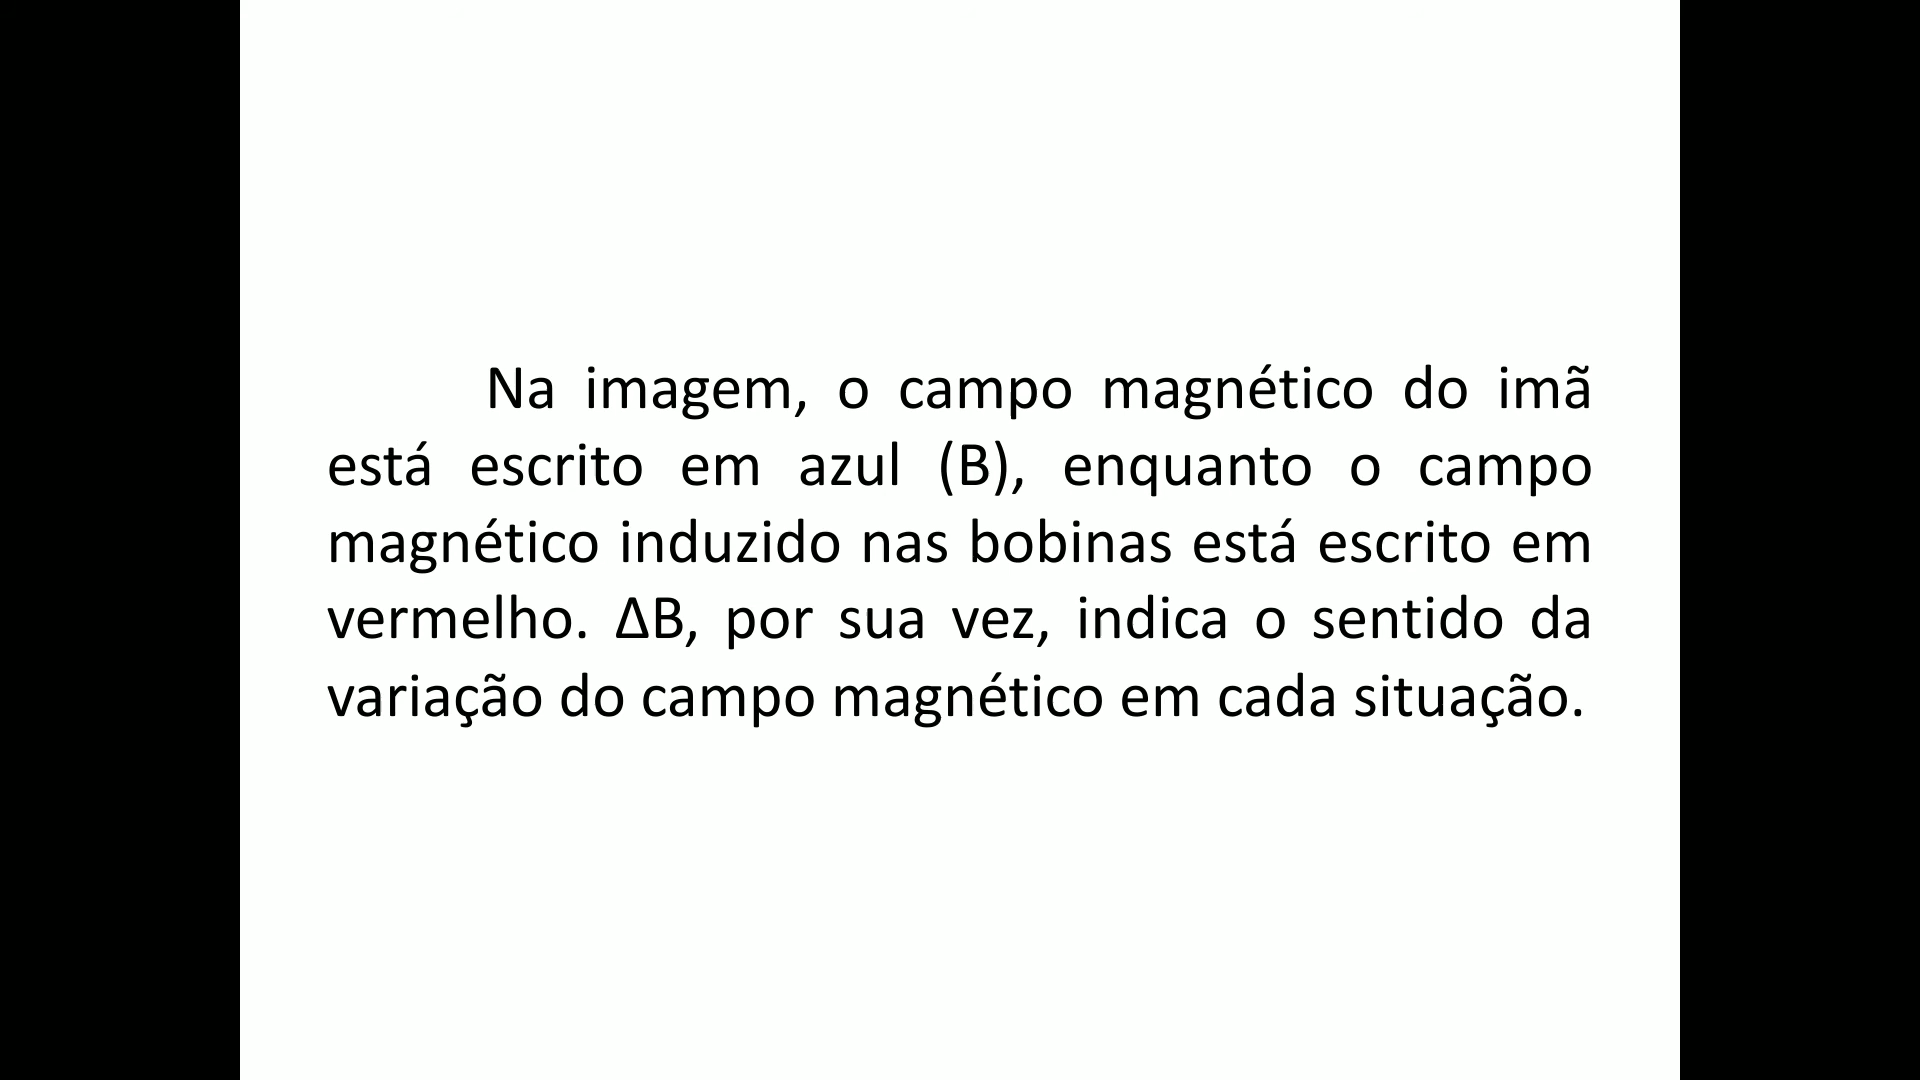 Na imagem, o campo magnético do imã
está escrito em azul (B), enquanto o campo
magnético induzido nas bobinas está escrito em
vermelho. ΔB, por sua vez, indica o sentido da
variação do campo magnético em cada situação.